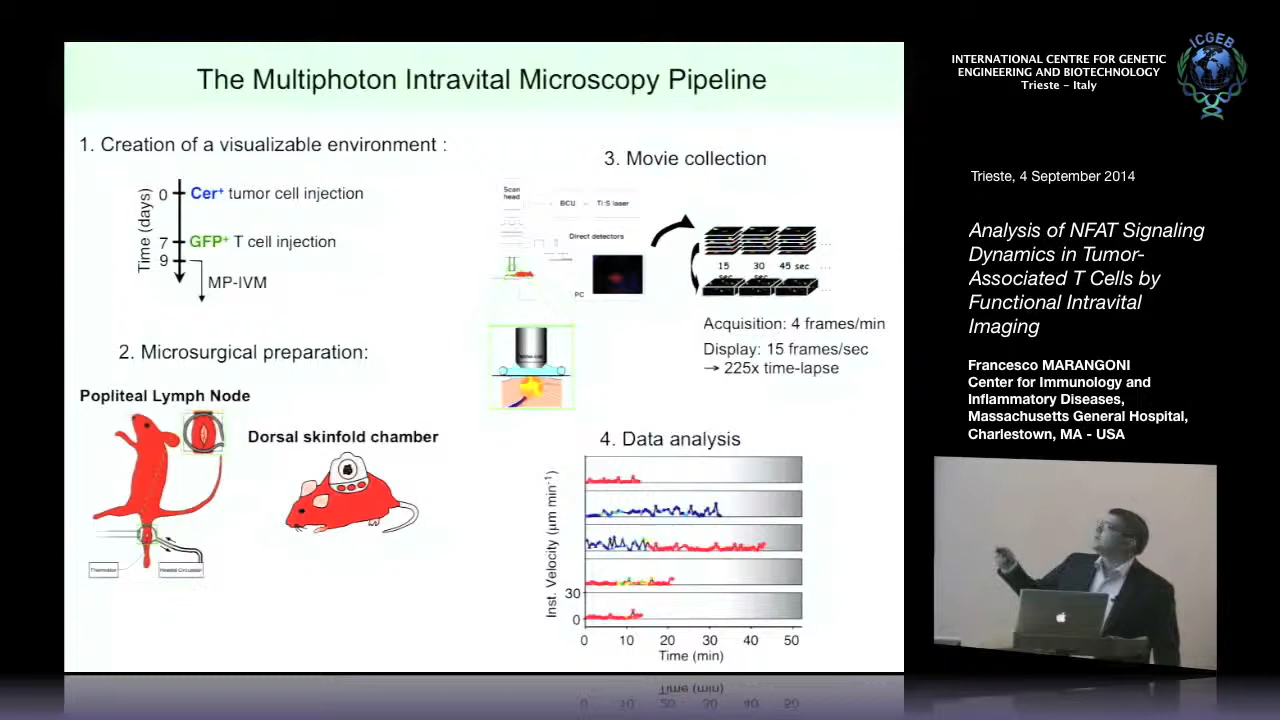 The Multiphoton Intravital Microscopy Pipeline
1. Creation of a visualizable environment :
Time (days)
0
Cer+ tumor cell injection
7
GFP+ T cell injection
9
MP-IVM
2. Microsurgical preparation:
Popliteal Lymph Node
Dorsal skinfold chamber
Heated Circulator
3. Movie collection
Scan
head
BCU
Ti:S laser
Direct detectors
PC
15
sec
30
sec
45 sec
...
...
...
Acquisition: 4 frames/min
Display: 15 frames/sec
→ 225x time-lapse
4. Data analysis
Inst. Velocity (µm min-1)
30
0
0 10 20 30 40 50
Time (min)
INTERNATIONAL CENTRE FOR GENETIC
ENGINEERING AND BIOTECHNOLOGY
Trieste - Italy
ICGEB
Trieste, 4 September 2014
Analysis of NFAT Signaling
Dynamics in Tumor-
Associated T Cells by
Functional Intravital
Imaging
Francesco MARANGONI
Center for Immunology and
Inflammatory Diseases,
Massachusetts General Hospital,
Charlestown, MA - USA